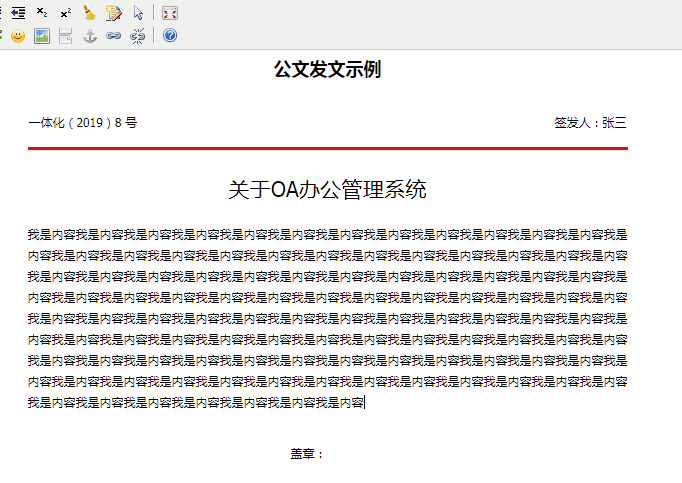 公文发文示例
一体化（2019）8 号 签发人：张三
关于OA办公管理系统
我是内容我是内容我是内容我是内容我是内容我是内容我是内容我是内容我是内容我是内容我是内容我是内容我是
内容我是内容我是内容我是内容我是内容我是内容我是内容我是内容我是内容我是内容我是内容我是内容我是内容
我是内容我是内容我是内容我是内容我是内容我是内容我是内容我是内容我是内容我是内容我是内容我是内容我是
内容我是内容我是内容我是内容我是内容我是内容我是内容我是内容我是内容我是内容我是内容我是内容我是内容
我是内容我是内容我是内容我是内容我是内容我是内容我是内容我是内容我是内容我是内容我是内容我是内容我是
内容我是内容我是内容我是内容我是内容我是内容我是内容我是内容我是内容我是内容我是内容我是内容我是内容
我是内容我是内容我是内容我是内容我是内容我是内容我是内容我是内容我是内容我是内容我是内容我是内容我是
内容我是内容我是内容我是内容我是内容我是内容我是内容我是内容我是内容我是内容我是内容我是内容我是内容
我是内容我是内容我是内容我是内容我是内容我是内容我是内容
盖章：